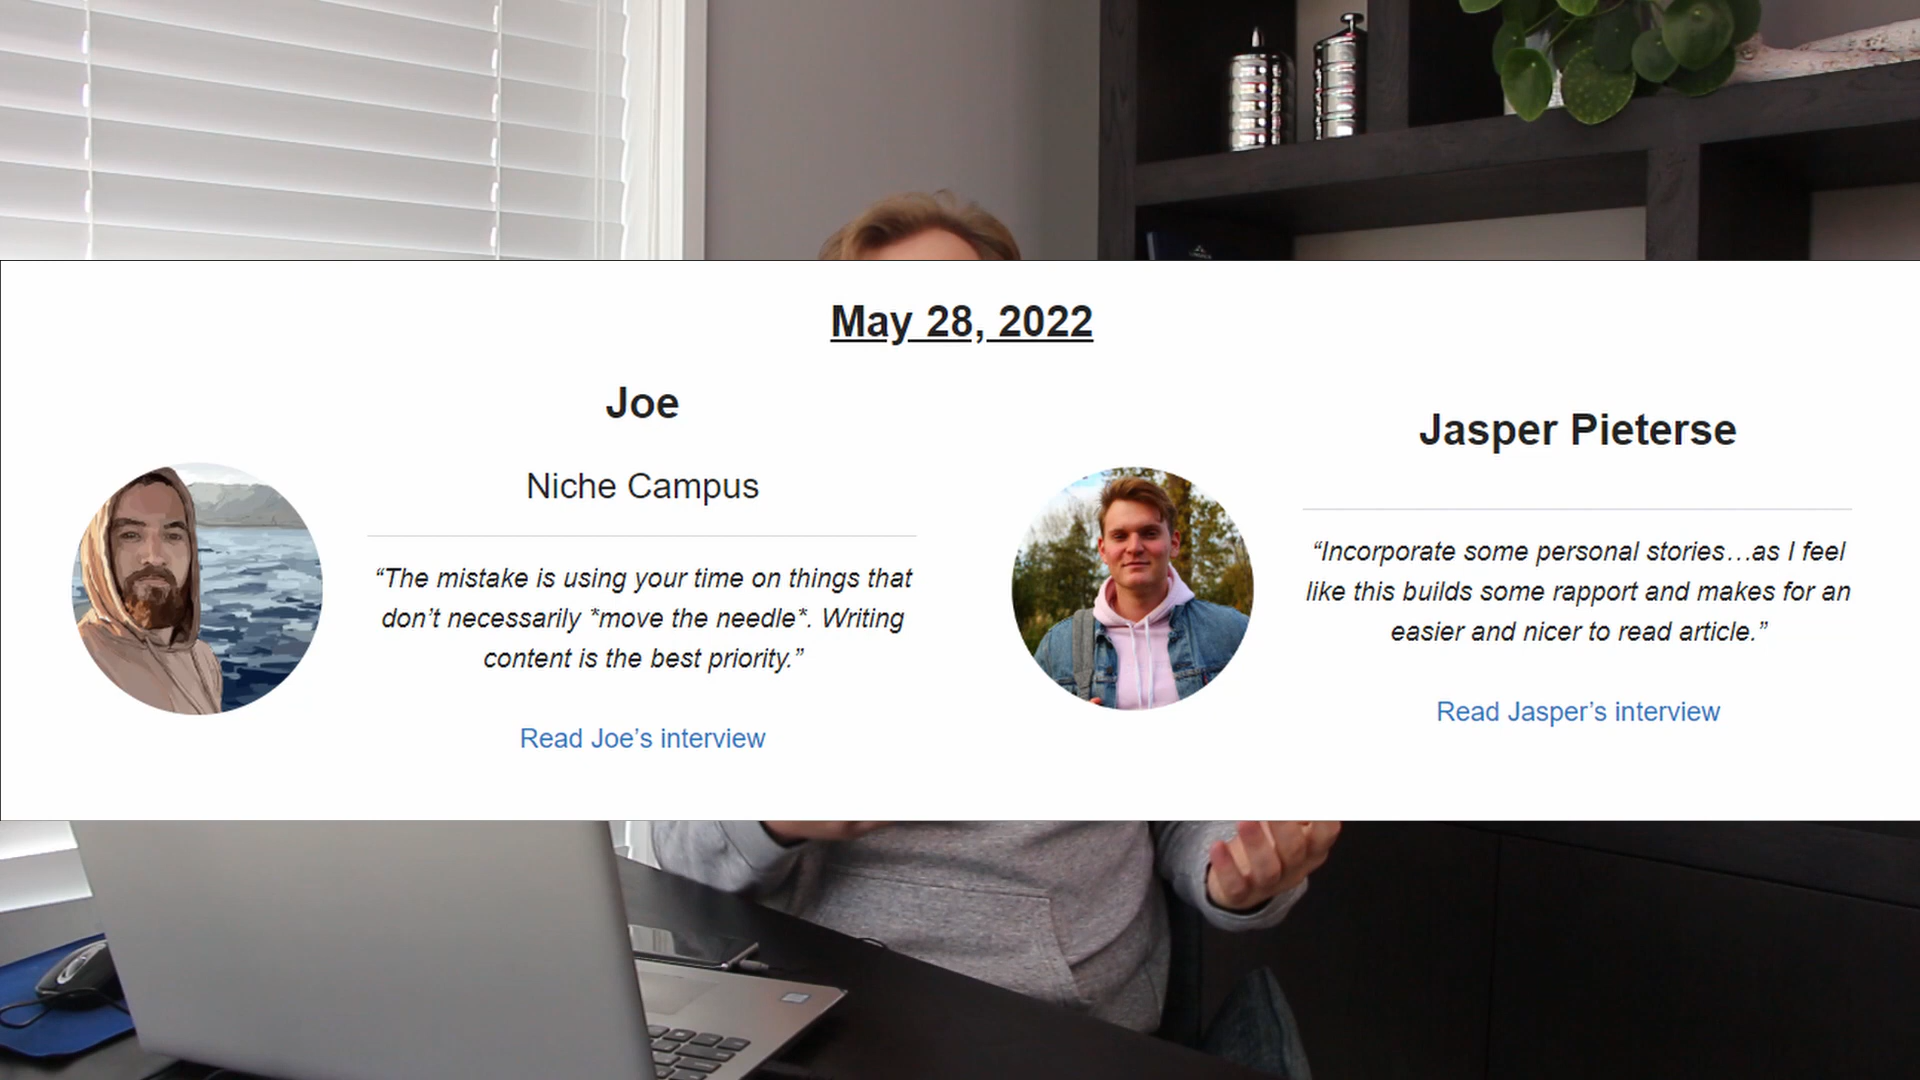 May 28, 2022
Joe
Niche Campus
“The mistake is using your time on things that
don’t necessarily *move the needle*. Writing
content is the best priority.”
Read Joe’s interview
Jasper Pieterse
“Incorporate some personal stories…as I feel
like this builds some rapport and makes for an
easier and nicer to read article.”
Read Jasper’s interview